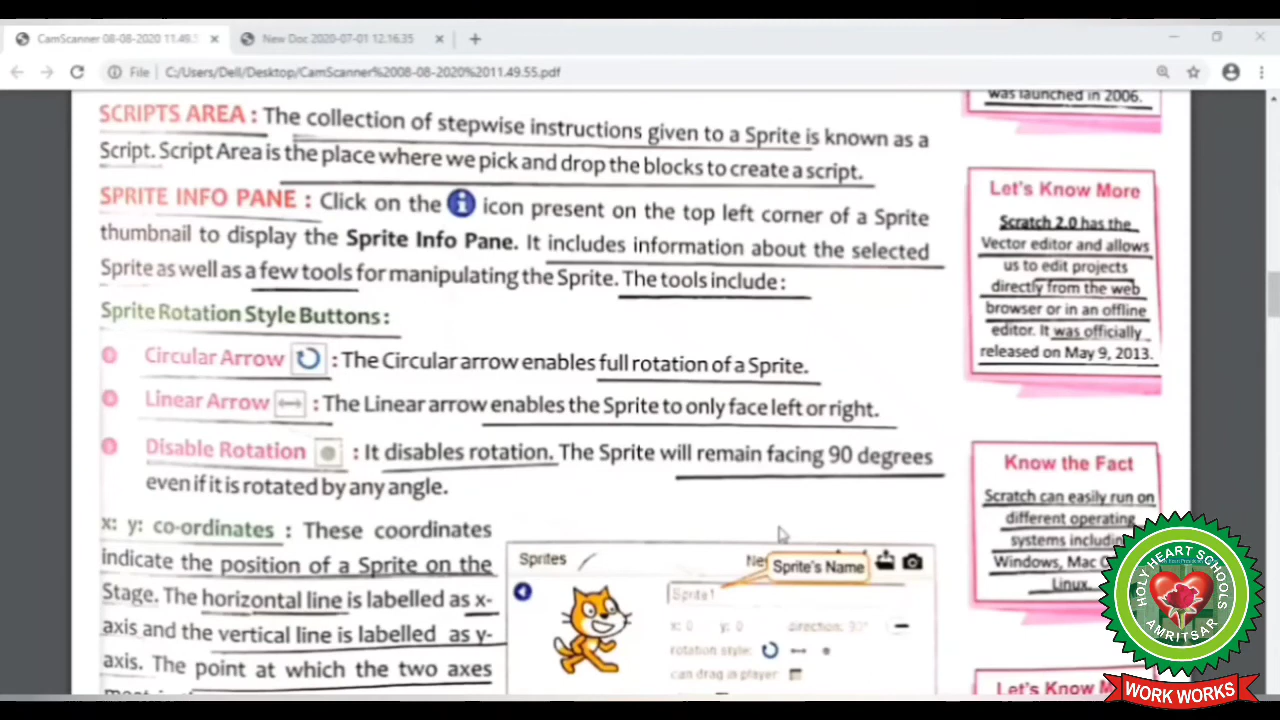 CamScanner 08-08-2020 11.49.5
New Doc 2020-07-01 12.16.35
File
C:/Users/Dell/Desktop/CamScanner%2008-08-2020%2011.49.55.pdf
SCRIPTS AREA : The collection of stepwise instructions given to a Sprite is known as a
Script. Script Area is the place where we pick and drop the blocks to create a script.
SPRITE INFO PANE : Click on the i icon present on the top left corner of a Sprite
thumbnail to display the Sprite Info Pane. It includes information about the selected
Sprite as well as a few tools for manipulating the Sprite. The tools include :
Sprite Rotation Style Buttons :
Circular Arrow : The Circular arrow enables full rotation of a Sprite.
Linear Arrow : The Linear arrow enables the Sprite to only face left or right.
Disable Rotation : It disables rotation. The Sprite will remain facing 90 degrees
even if it is rotated by any angle.
x: y: co-ordinates : These coordinates
indicate the position of a Sprite on the
Stage. The horizontal line is labelled as x-
axis and the vertical line is labelled as y-
axis. The point at which the two axes
Sprites
Sprite's Name
Sprite1
x: 0 y: 0 direction:
rotation style:
can drag in player
was launched in 2006.
Let's Know More
Scratch 2.0 has the
Vector editor and allows
us to edit projects
directly from the web
browser or in an offline
editor. It was officially
released on May 9, 2013.
Know the Fact
Scratch can easily run on
different operating
systems
Windows, Mac
Linux.
Let's Know
HOLY HEART SCHOOLS
AMRITSAR
WORK WORKS